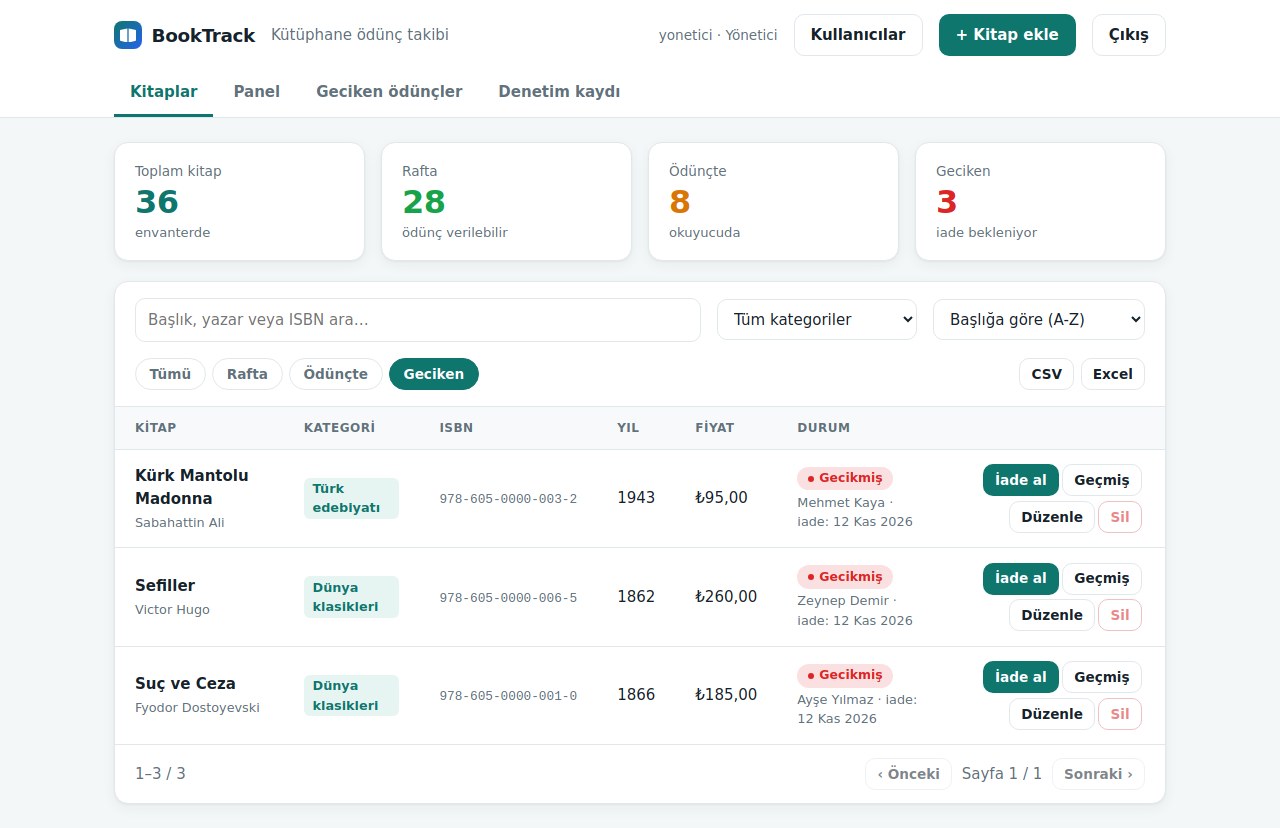 BookTrack Kütüphane ödünç takibi yonetici · Yönetici Kullanıcılar + Kitap ekle Çıkış
Kitaplar Panel Geciken ödünçler Denetim kaydı
Toplam kitap Rafta Ödünçte Geciken
36 28 8 3
envanterde ödünç verilebilir okuyucuda iade bekleniyor
Başlık, yazar veya ISBN ara… Tüm kategoriler Başlığa göre (A-Z)
Tümü Rafta Ödünçte Geciken CSV Excel
KİTAP KATEGORİ ISBN YIL FİYAT DURUM
Kürk Mantolu
Madonna
Sabahattin Ali
Türk
edebiyatı
978-605-0000-003-2 1943 ₺95,00
Gecikmiş
Mehmet Kaya ·
iade: 12 Kas 2026
İade al Geçmiş
Düzenle Sil
Sefiller
Victor Hugo
Dünya
klasikleri
978-605-0000-006-5 1862 ₺260,00
Gecikmiş
Zeynep Demir ·
iade: 12 Kas 2026
İade al Geçmiş
Düzenle Sil
Suç ve Ceza
Fyodor Dostoyevski
Dünya
klasikleri
978-605-0000-001-0 1866 ₺185,00
Gecikmiş
Ayşe Yılmaz · iade:
12 Kas 2026
İade al Geçmiş
Düzenle Sil
1–3 / 3 ‹ Önceki Sayfa 1 / 1 Sonraki ›